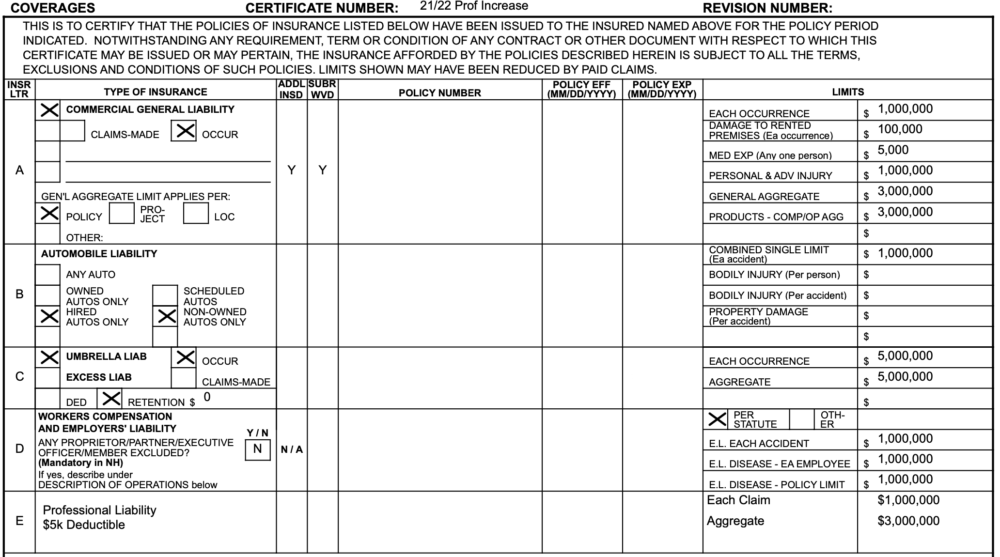 COVERAGES CERTIFICATE NUMBER: 21/22 Prof Increase REVISION NUMBER:
THIS IS TO CERTIFY THAT THE POLICIES OF INSURANCE LISTED BELOW HAVE BEEN ISSUED TO THE INSURED NAMED ABOVE FOR THE POLICY PERIOD
INDICATED. NOTWITHSTANDING ANY REQUIREMENT, TERM OR CONDITION OF ANY CONTRACT OR OTHER DOCUMENT WITH RESPECT TO WHICH THIS
CERTIFICATE MAY BE ISSUED OR MAY PERTAIN, THE INSURANCE AFFORDED BY THE POLICIES DESCRIBED HEREIN IS SUBJECT TO ALL THE TERMS,
EXCLUSIONS AND CONDITIONS OF SUCH POLICIES. LIMITS SHOWN MAY HAVE BEEN REDUCED BY PAID CLAIMS.
INSR
LTR
TYPE OF INSURANCE
ADDL
INSD
SUBR
WVD
POLICY NUMBER
POLICY EFF
(MM/DD/YYYY)
POLICY EXP
(MM/DD/YYYY)
LIMITS
A
X COMMERCIAL GENERAL LIABILITY
CLAIMS-MADE X OCCUR
GEN'L AGGREGATE LIMIT APPLIES PER:
X POLICY
PRO-
JECT
LOC
OTHER:
Y
Y
EACH OCCURRENCE $ 1,000,000
DAMAGE TO RENTED
PREMISES (Ea occurrence) $ 100,000
MED EXP (Any one person) $ 5,000
PERSONAL & ADV INJURY $ 1,000,000
GENERAL AGGREGATE $ 3,000,000
PRODUCTS - COMP/OP AGG $ 3,000,000
$
B
AUTOMOBILE LIABILITY
ANY AUTO
OWNED
AUTOS ONLY
SCHEDULED
AUTOS
X HIRED
AUTOS ONLY
X NON-OWNED
AUTOS ONLY
COMBINED SINGLE LIMIT
(Ea accident) $ 1,000,000
BODILY INJURY (Per person) $
BODILY INJURY (Per accident) $
PROPERTY DAMAGE
(Per accident) $
$
C
X UMBRELLA LIAB X OCCUR
EXCESS LIAB CLAIMS-MADE
DED X RETENTION $ 0
EACH OCCURRENCE $ 5,000,000
AGGREGATE $ 5,000,000
$
D
WORKERS COMPENSATION
AND EMPLOYERS' LIABILITY
Y / N
ANY PROPRIETOR/PARTNER/EXECUTIVE
OFFICER/MEMBER EXCLUDED? N
(Mandatory in NH)
If yes, describe under
DESCRIPTION OF OPERATIONS below
N / A
X PER
STATUTE
OTH-
ER
E.L. EACH ACCIDENT $ 1,000,000
E.L. DISEASE - EA EMPLOYEE $ 1,000,000
E.L. DISEASE - POLICY LIMIT $ 1,000,000
E
Professional Liability
$5k Deductible
Each Claim $1,000,000
Aggregate $3,000,000